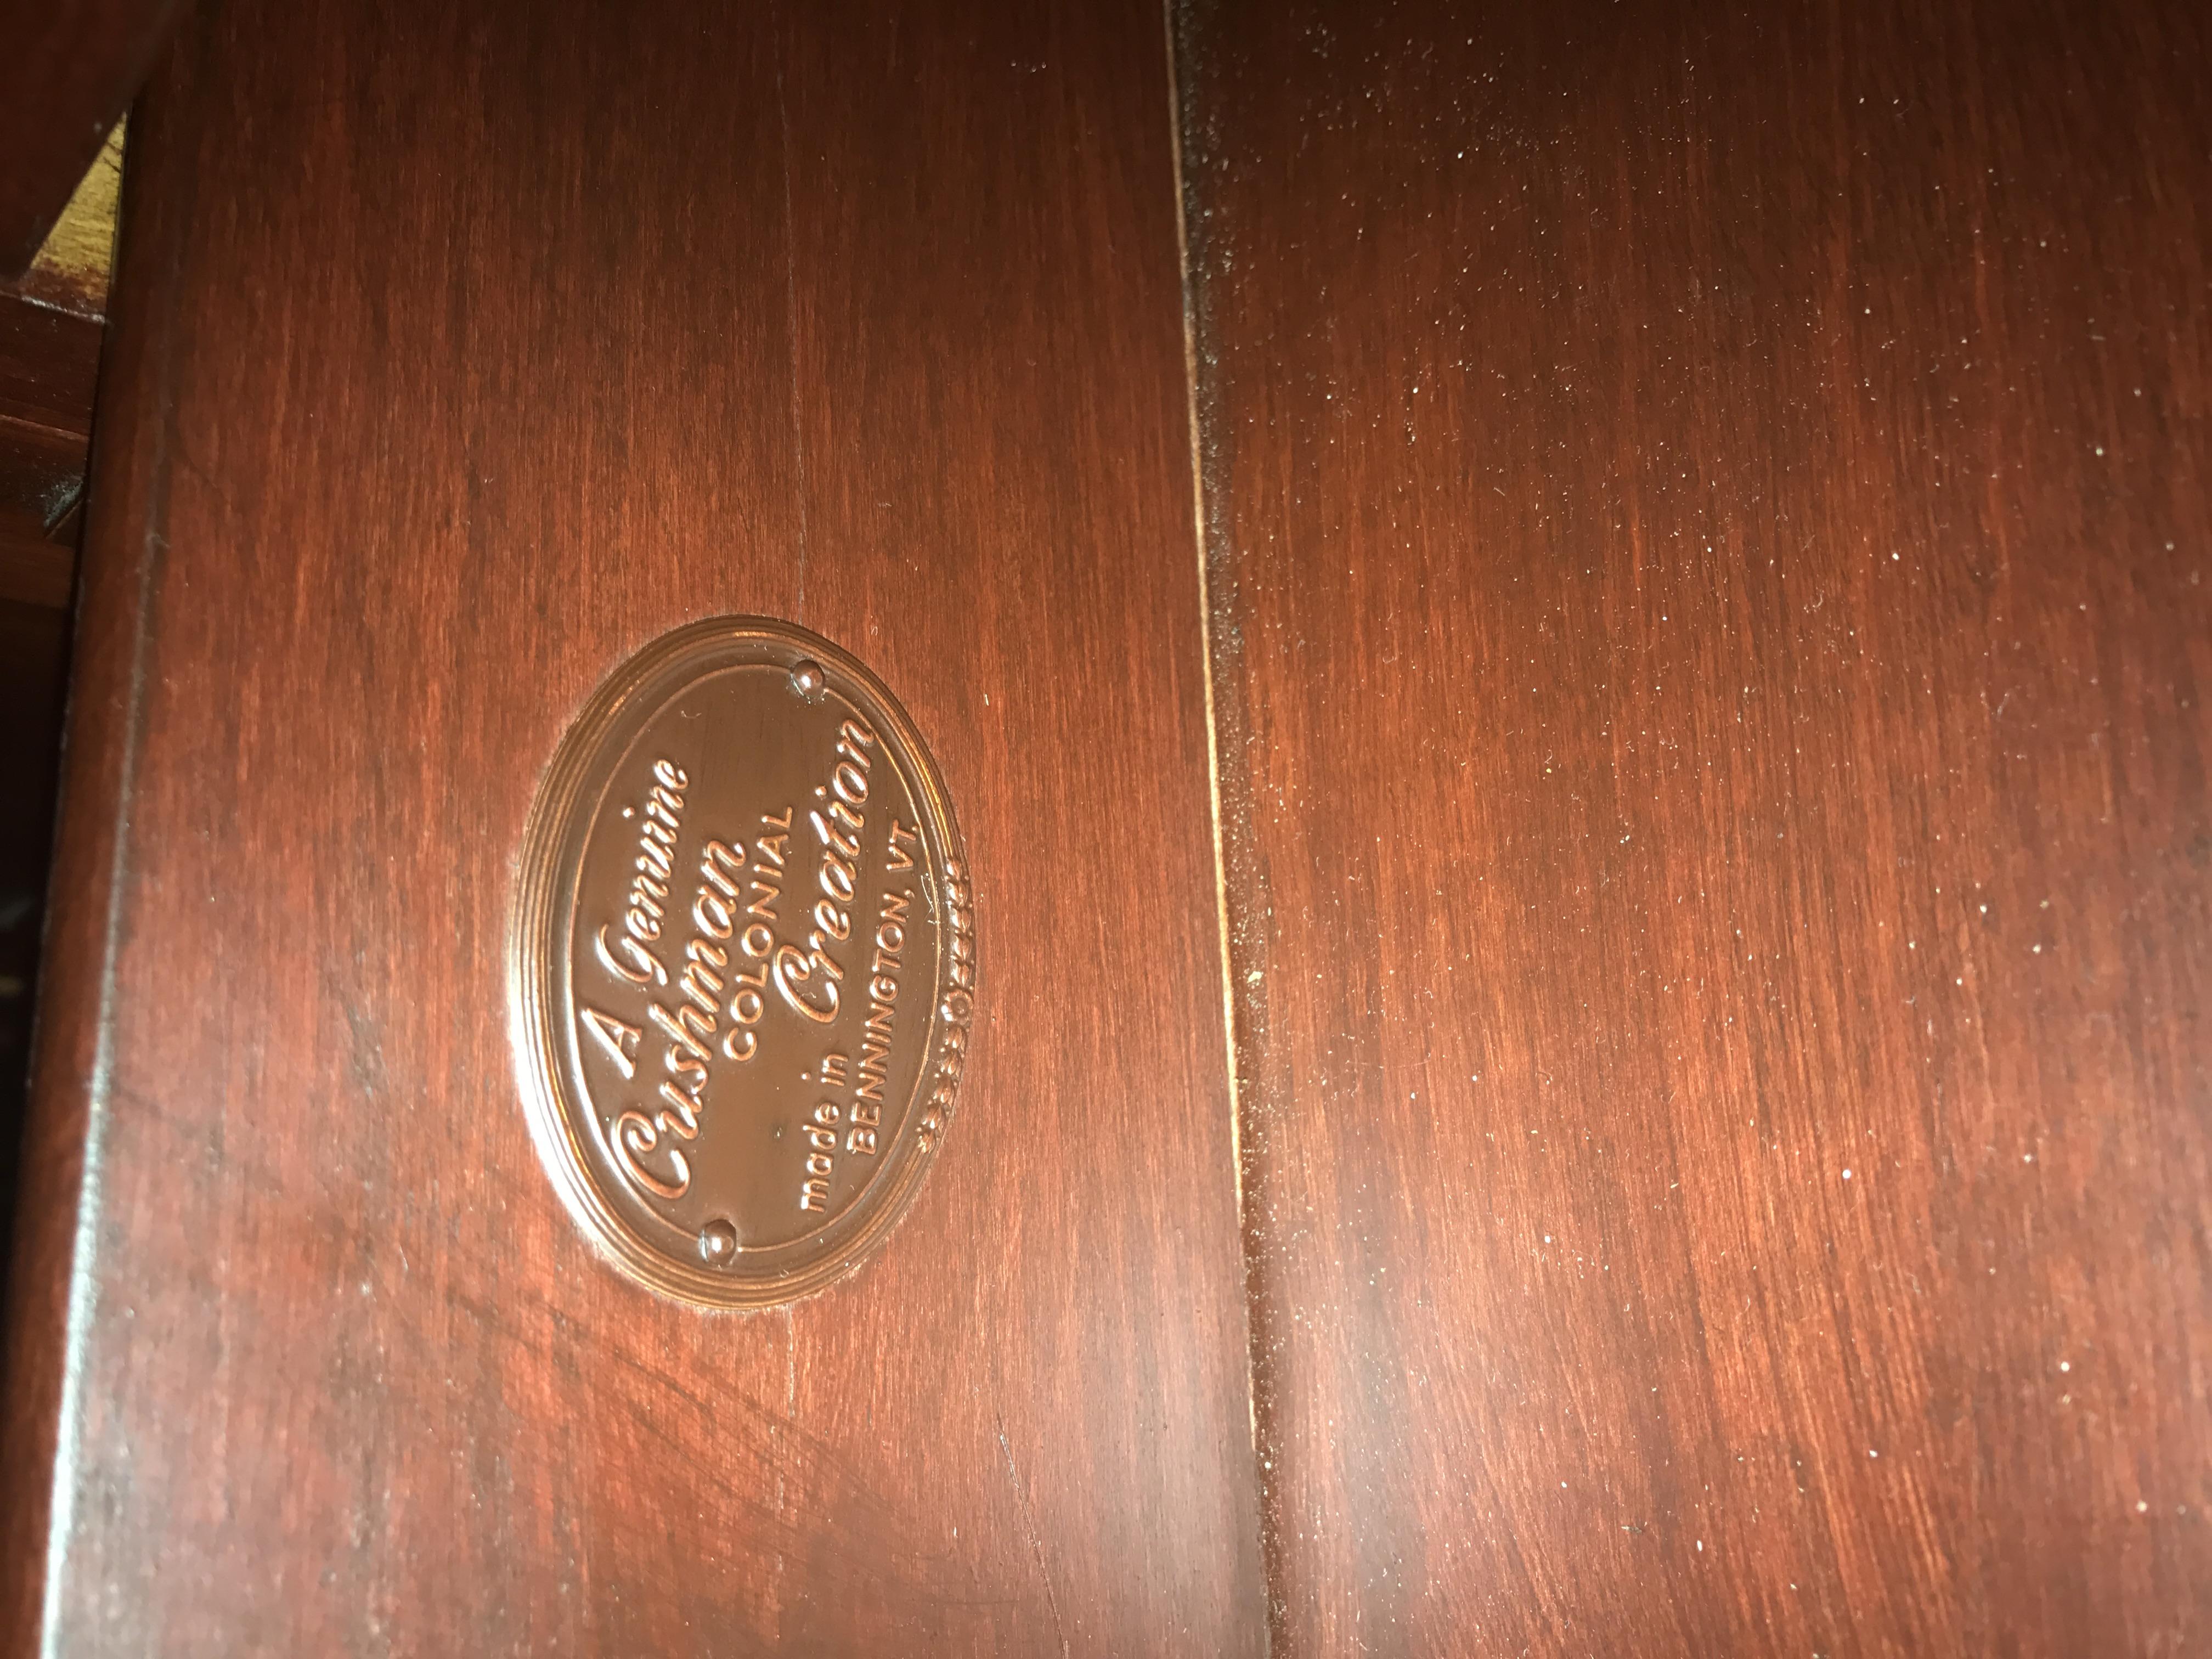 A Genuine
Cushman
COLONIAL
Creation
made in
BENNINGTON, VT.